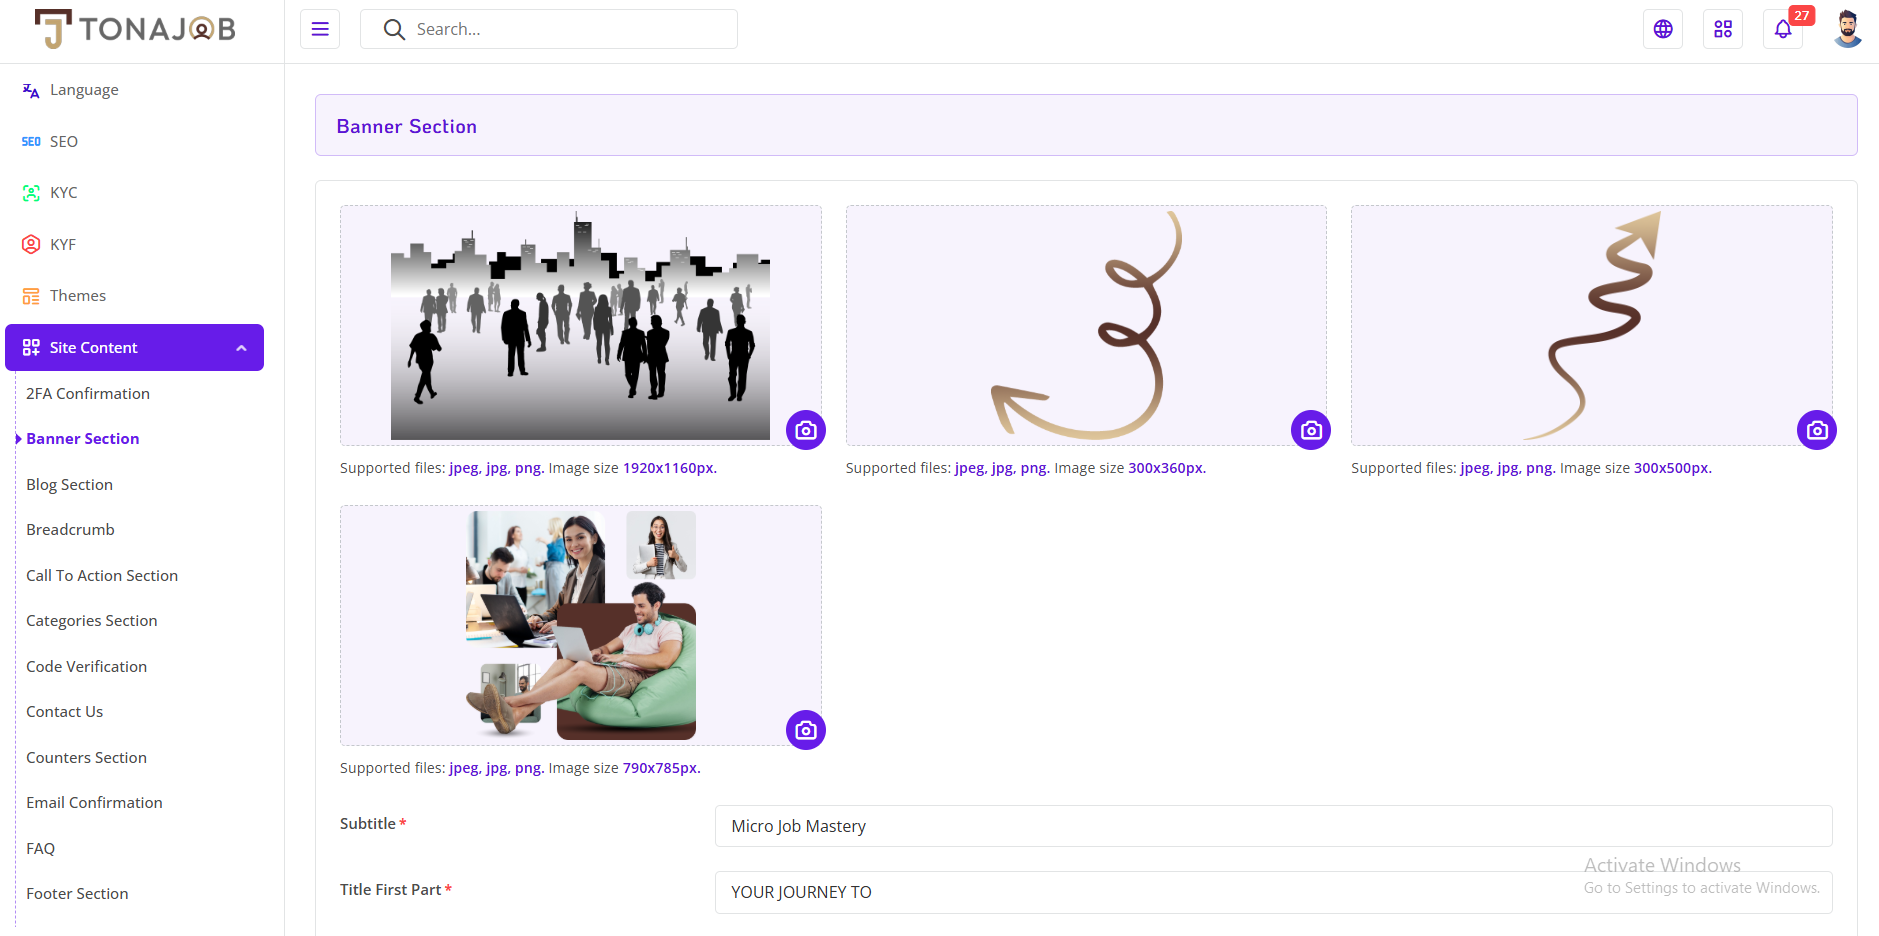 TONAJOB
Search...
27
Language
SEO SEO
KYC
KYF
Themes
Site Content
2FA Confirmation
Banner Section
Blog Section
Breadcrumb
Call To Action Section
Categories Section
Code Verification
Contact Us
Counters Section
Email Confirmation
FAQ
Footer Section
Banner Section
Supported files: jpeg, jpg, png. Image size 1920x1160px.
Supported files: jpeg, jpg, png. Image size 300x360px.
Supported files: jpeg, jpg, png. Image size 300x500px.
Supported files: jpeg, jpg, png. Image size 790x785px.
Subtitle *
Micro Job Mastery
Title First Part *
YOUR JOURNEY TO
Activate Windows
Go to Settings to activate Windows.